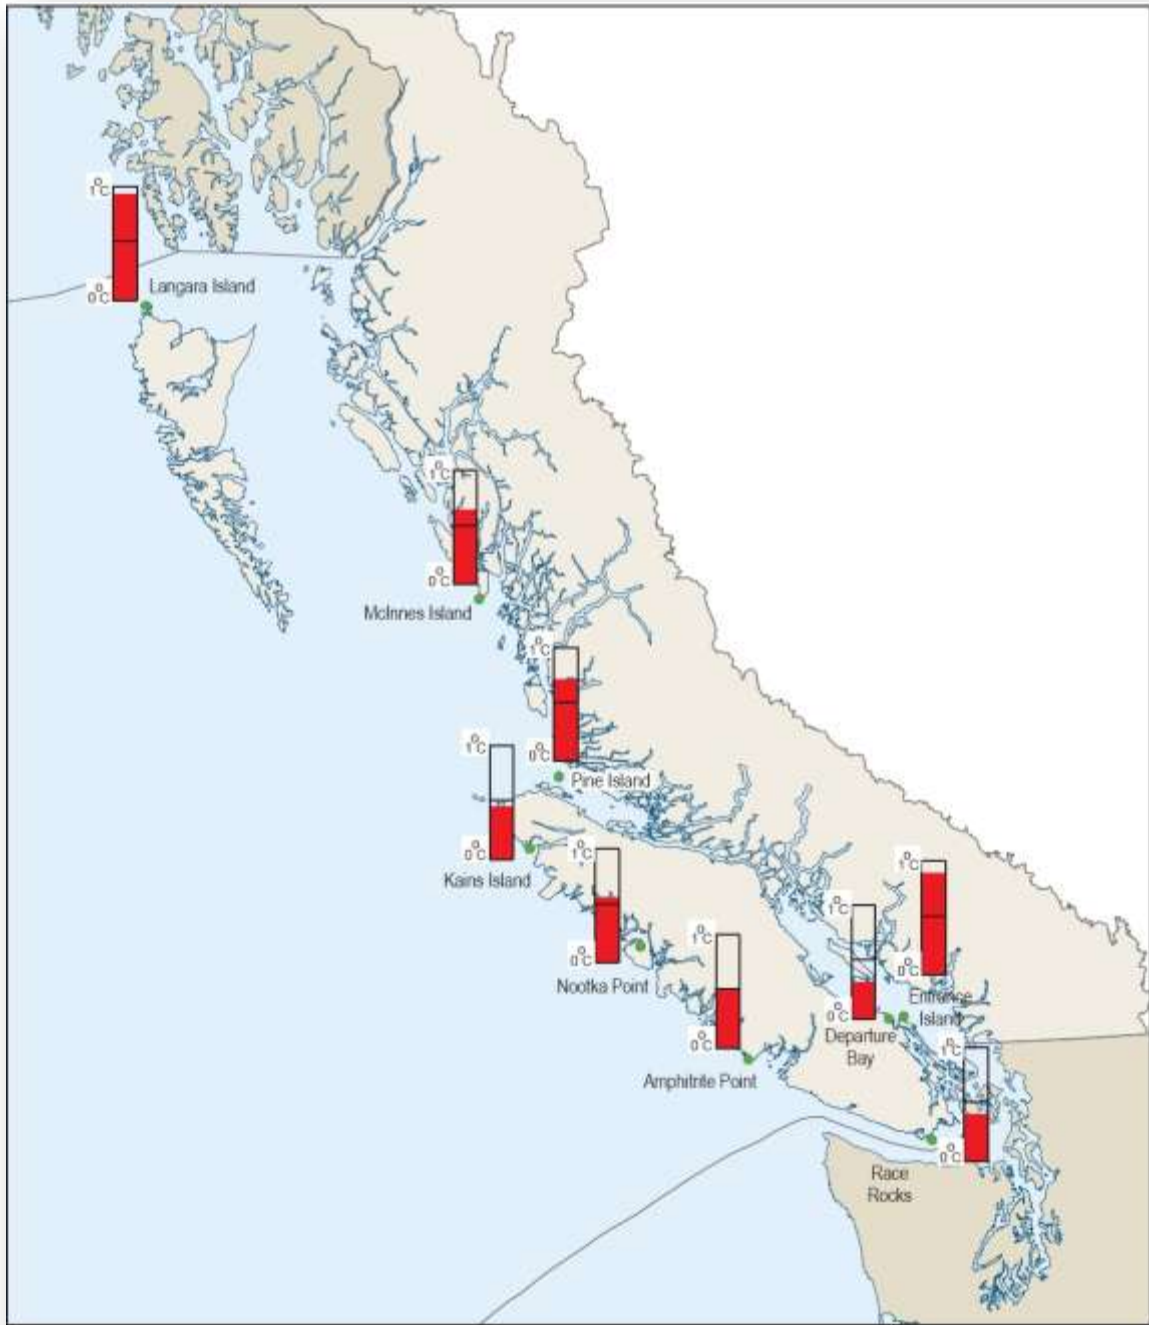 1°C
0°C
Langara Island
1°C
0°C
McInnes Island
1°C
0°C
Pine Island
1°C
0°C
Kains Island
1°C
0°C
Nootka Point
1°C
0°C
Amphitrite Point
1°C
0°C
Departure
Bay
1°C
0°C
Entrance
Island
1°C
0°C
Race
Rocks